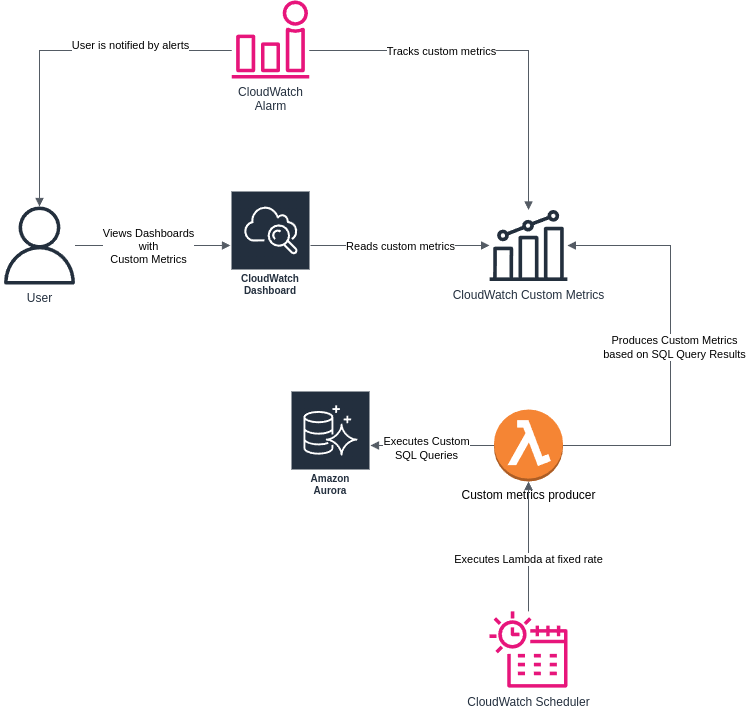 User is notified by alerts
Tracks custom metrics
CloudWatch
Alarm
Views Dashboards
with
Custom Metrics
Reads custom metrics
User
CloudWatch
Dashboard
CloudWatch Custom Metrics
Produces Custom Metrics
based on SQL Query Results
Executes Custom
SQL Queries
Amazon
Aurora
Custom metrics producer
Executes Lambda at fixed rate
CloudWatch Scheduler